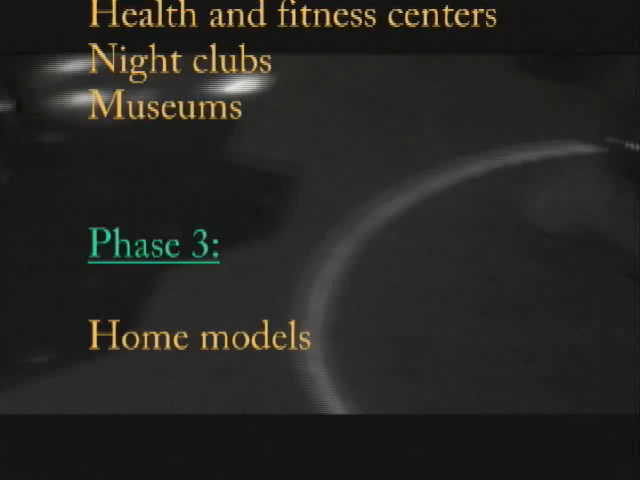 Health and fitness centers
Night clubs
Museums
Phase 3:
Home models